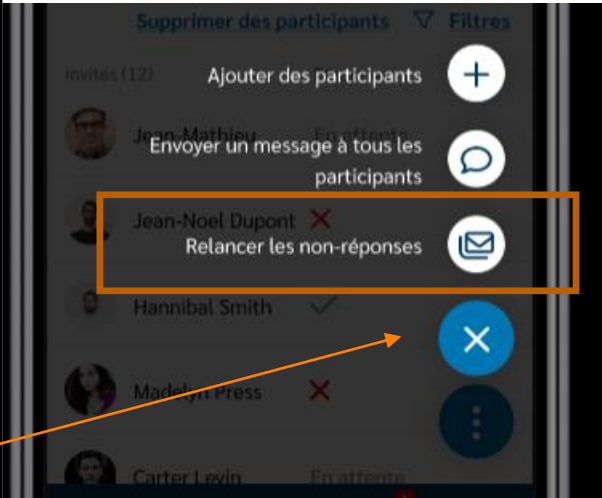 Supprimer des participants Filtres
invités (12)
Ajouter des participants
Jean-Mathieu En attente
Envoyer un message à tous les
participants
Jean-Noel Dupont
Relancer les non-réponses
Hannibal Smith
Madelyn Press
Carter Levin En attente